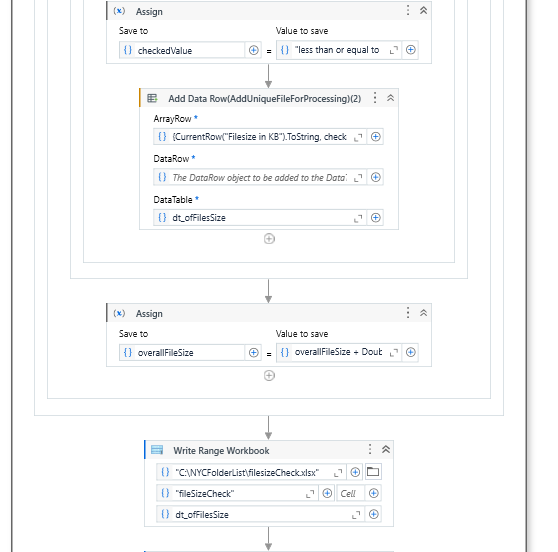 Assign
Save to Value to save
checkedValue = "less than or equal to
Add Data Row(AddUniqueFileForProcessing)(2)
ArrayRow *
{CurrentRow("Filesize in KB").ToString, check
DataRow *
The DataRow object to be added to the Data
DataTable *
dt_ofFilesSize
Assign
Save to Value to save
overallFileSize = overallFileSize + Doub
Write Range Workbook
"C:\NYCFolderList\filesizeCheck.xlsx"
"fileSizeCheck" Cell
dt_ofFilesSize